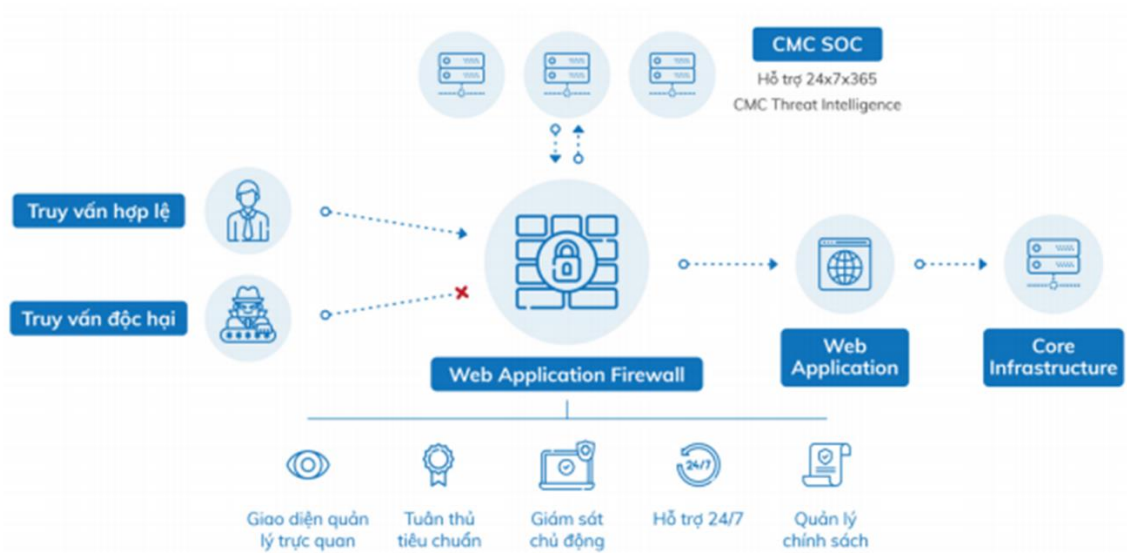 CMC SOC
Hỗ trợ 24x7x365
CMC Threat Intelligence
Truy vấn hợp lệ
Truy vấn độc hại
Web Application Firewall
Web
Application
Core
Infrastructure
24/7
Giao diện quản
lý trực quan
Tuân thủ
tiêu chuẩn
Giám sát
chủ động
Hỗ trợ 24/7
Quản lý
chính sách